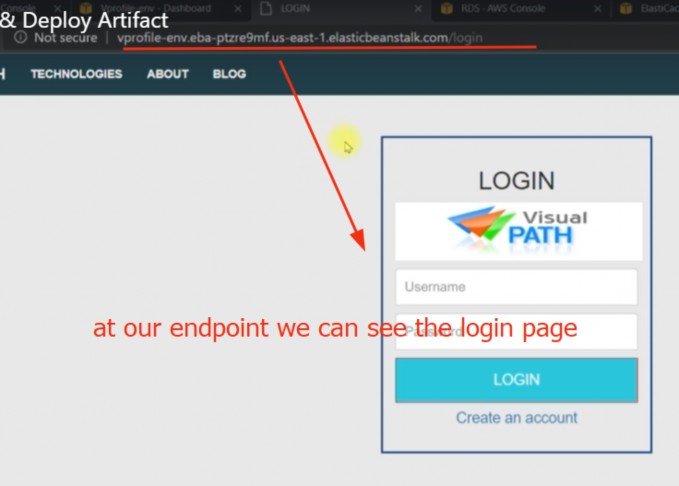 Console
Vprofile-env - Dashboard
LOGIN
RDS · AWS Console
ElastiCac
& Deploy Artifact
Not secure | vprofile-env.eba-ptzre9mf.us-east-1.elasticbeanstalk.com/login
H TECHNOLOGIES ABOUT BLOG
LOGIN
Visual
PATH
Username
at our endpoint we can see the login page
Password
LOGIN
Create an account